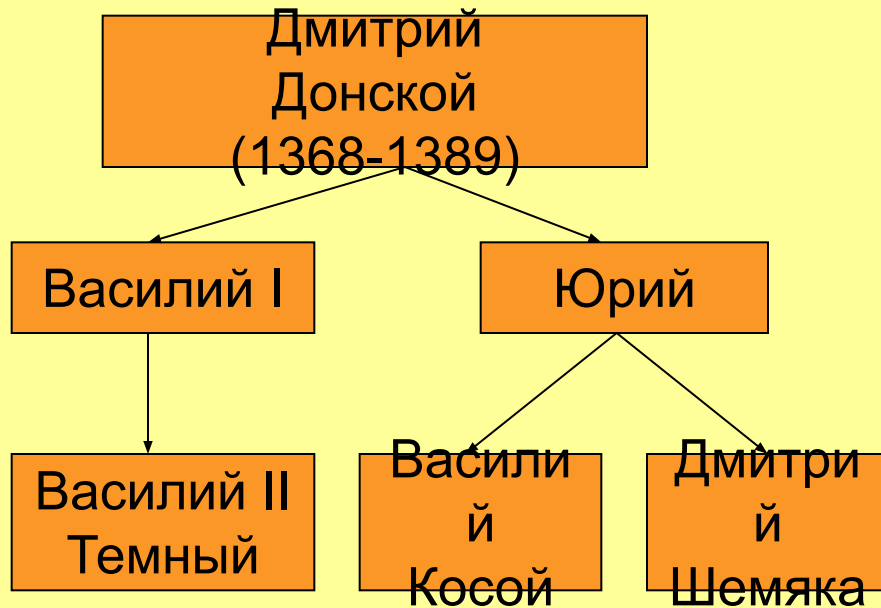 Дмитрий
Донской
(1368-1389)
Василий I
Юрий
Василий II
Темный
Васили
й
Косой
Дмитри
й
Шемяка